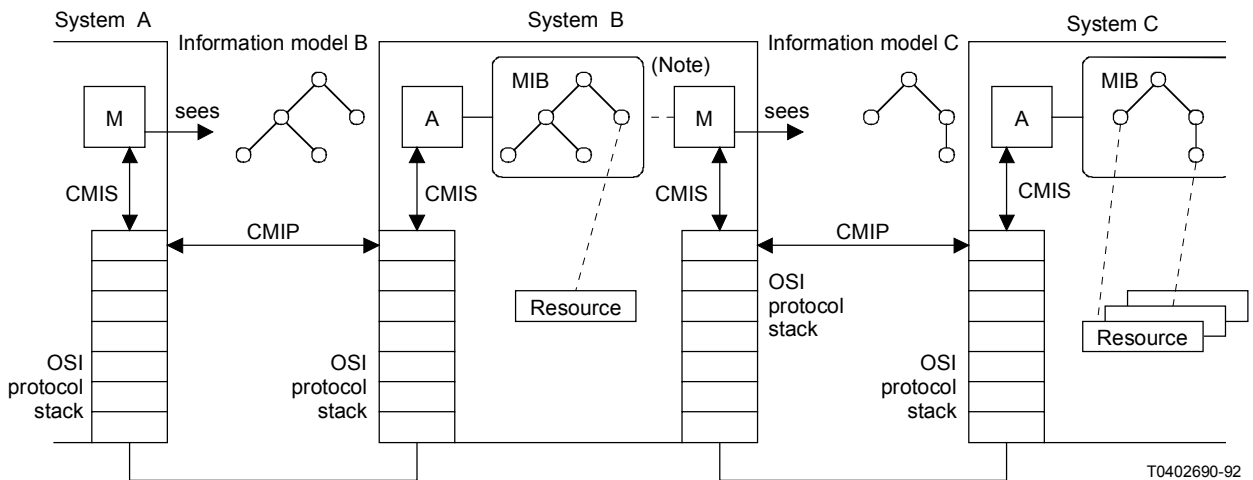 System A
System B
System C
Information model B
Information model C
(Note)
MIB
MIB
M
sees
A
M
sees
A
CMIS
CMIS
CMIS
CMIS
CMIP
CMIP
OSI
protocol
stack
Resource
Resource
OSI
protocol
stack
OSI
protocol
stack
OSI
protocol
stack
T0402690-92